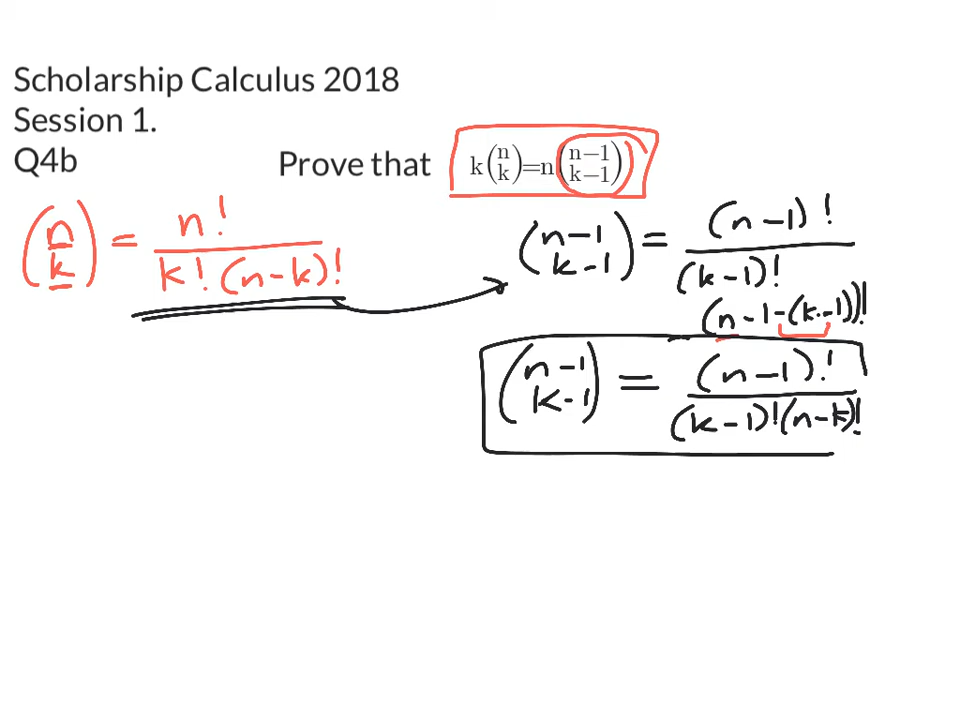 Scholarship Calculus 2018
Session 1.
Q4b
Prove that k(n k)=n(n−1 k−1)
(n k) = n! / k! (n-k)!
(n-1 k-1) = (n-1)! / (k-1)! (n-1-(k-1))!
(n-1 k-1) = (n-1)! / (k-1)!(n-k)!